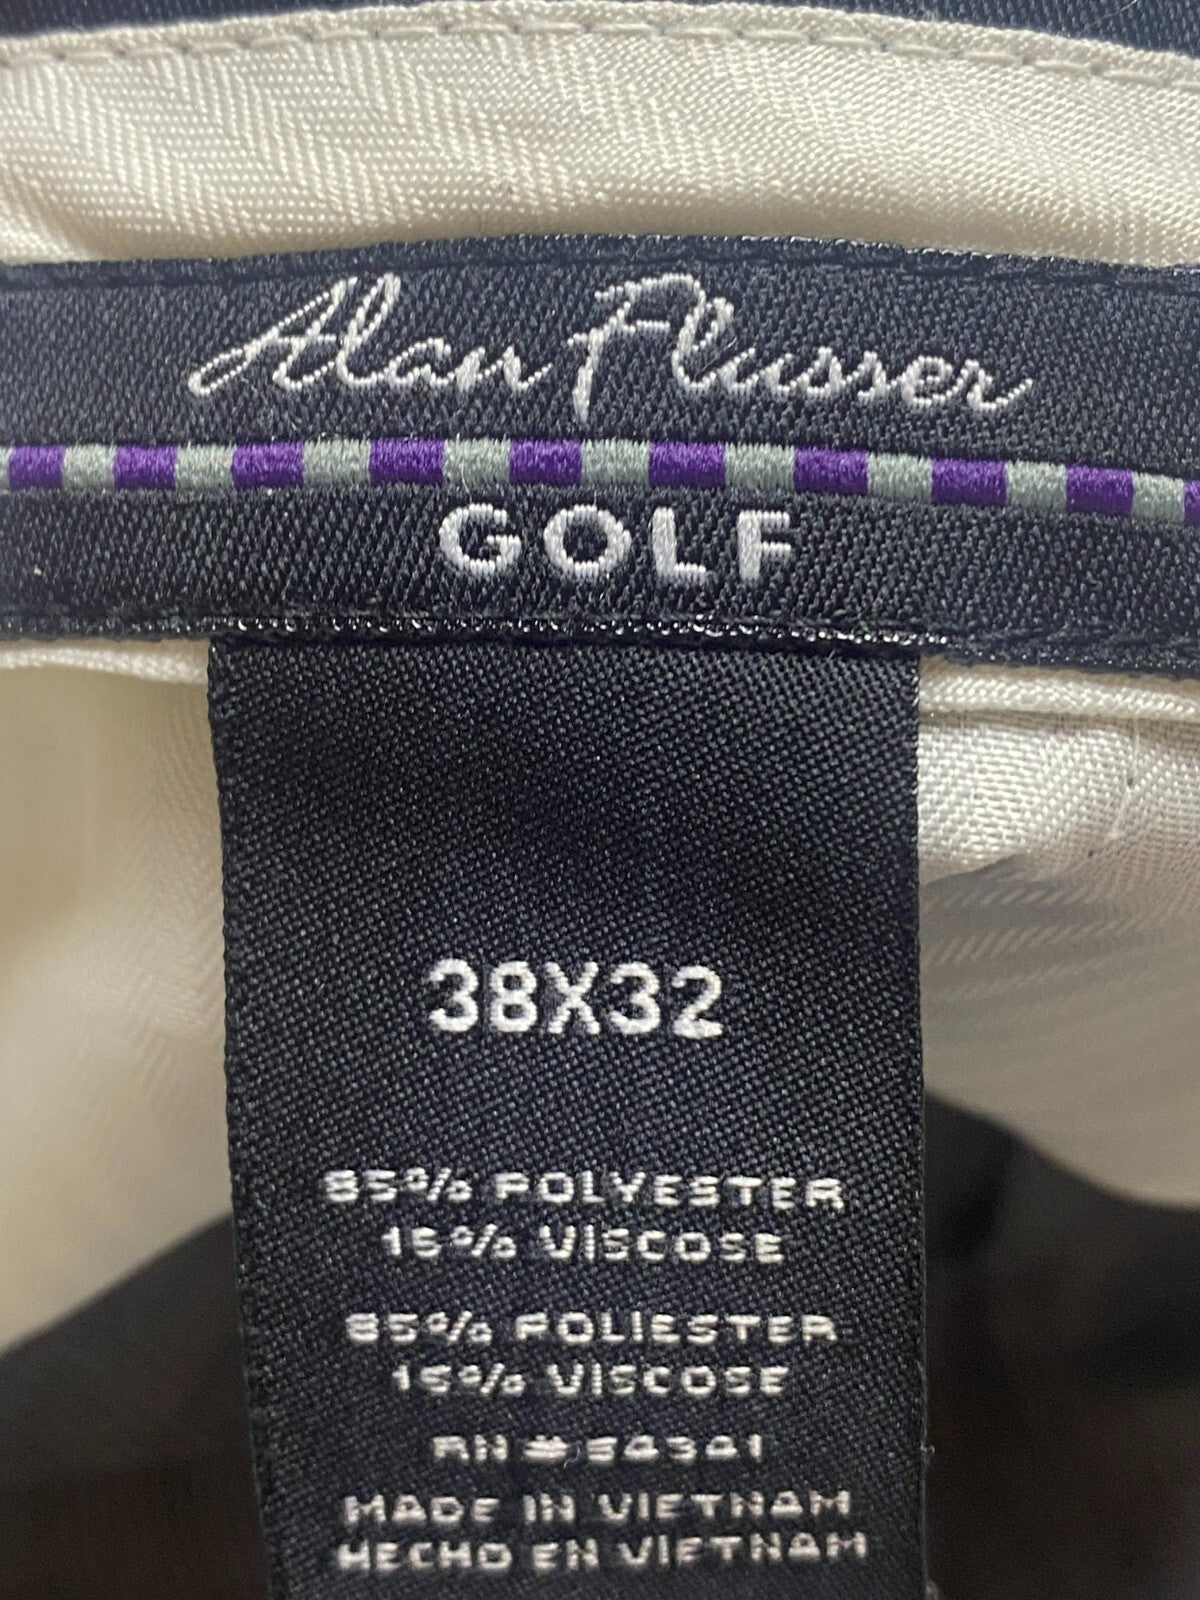 Alan Flusser
GOLF
38X32
85% POLYESTER
15% VISCOSE
85% POLIESTER
15% VISCOSE
RN # 54341
MADE IN VIETNAM
HECHO EN VIETNAM